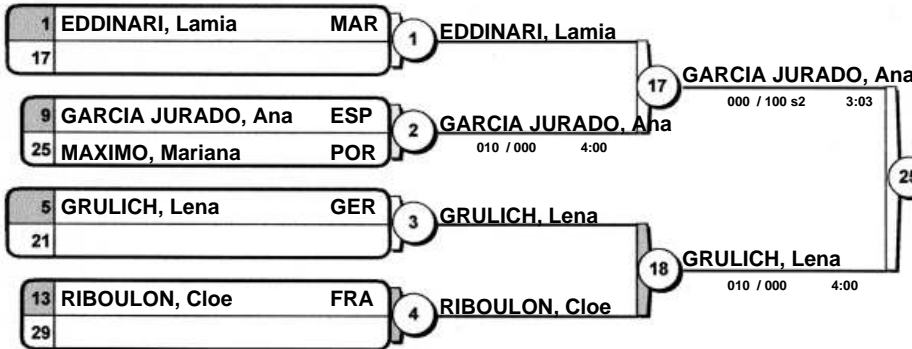 1 EDDINARI, Lamia MAR
17
1
EDDINARI, Lamia
9 GARCIA JURADO, Ana ESP
25 MAXIMO, Mariana POR
2
GARCIA JURADO, Ana
010 / 000 4:00
17
GARCIA JURADO, Ana
000 / 100 s2 3:03
5 GRULICH, Lena GER
21
3
GRULICH, Lena
13 RIBOULON, Cloe FRA
29
4
RIBOULON, Cloe
18
GRULICH, Lena
010 / 000 4:00
25